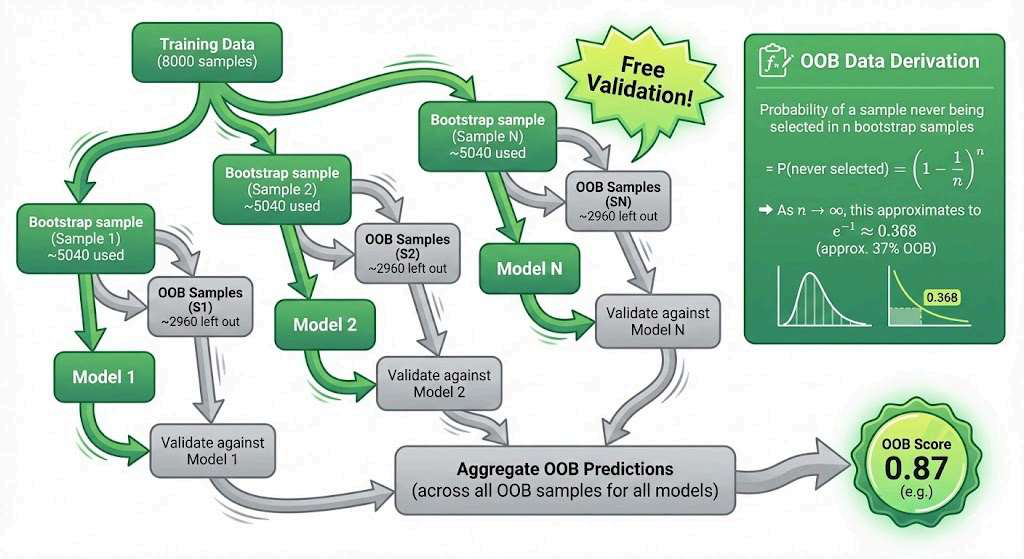 Training Data
(8000 samples)
Free
Validation!
Bootstrap sample
(Sample N)
~5040 used
OOB Samples
(SN)
~2960 left out
Bootstrap sample
(Sample 2)
~5040 used
OOB Samples
(S2)
~2960 left out
Bootstrap sample
(Sample 1)
~5040 used
OOB Samples
(S1)
~2960 left out
Model N
Model 2
Model 1
Validate against
Model N
Validate against
Model 2
Validate against
Model 1
Aggregate OOB Predictions
(across all OOB samples for all models)
OOB Score
0.87
(e.g.)
OOB Data Derivation
Probability of a sample never being
selected in n bootstrap samples
= P(never selected) = (1 − 1/n)ⁿ
➡ As n → ∞, this approximates to
e⁻¹ ≈ 0.368
(approx. 37% OOB)
0.368